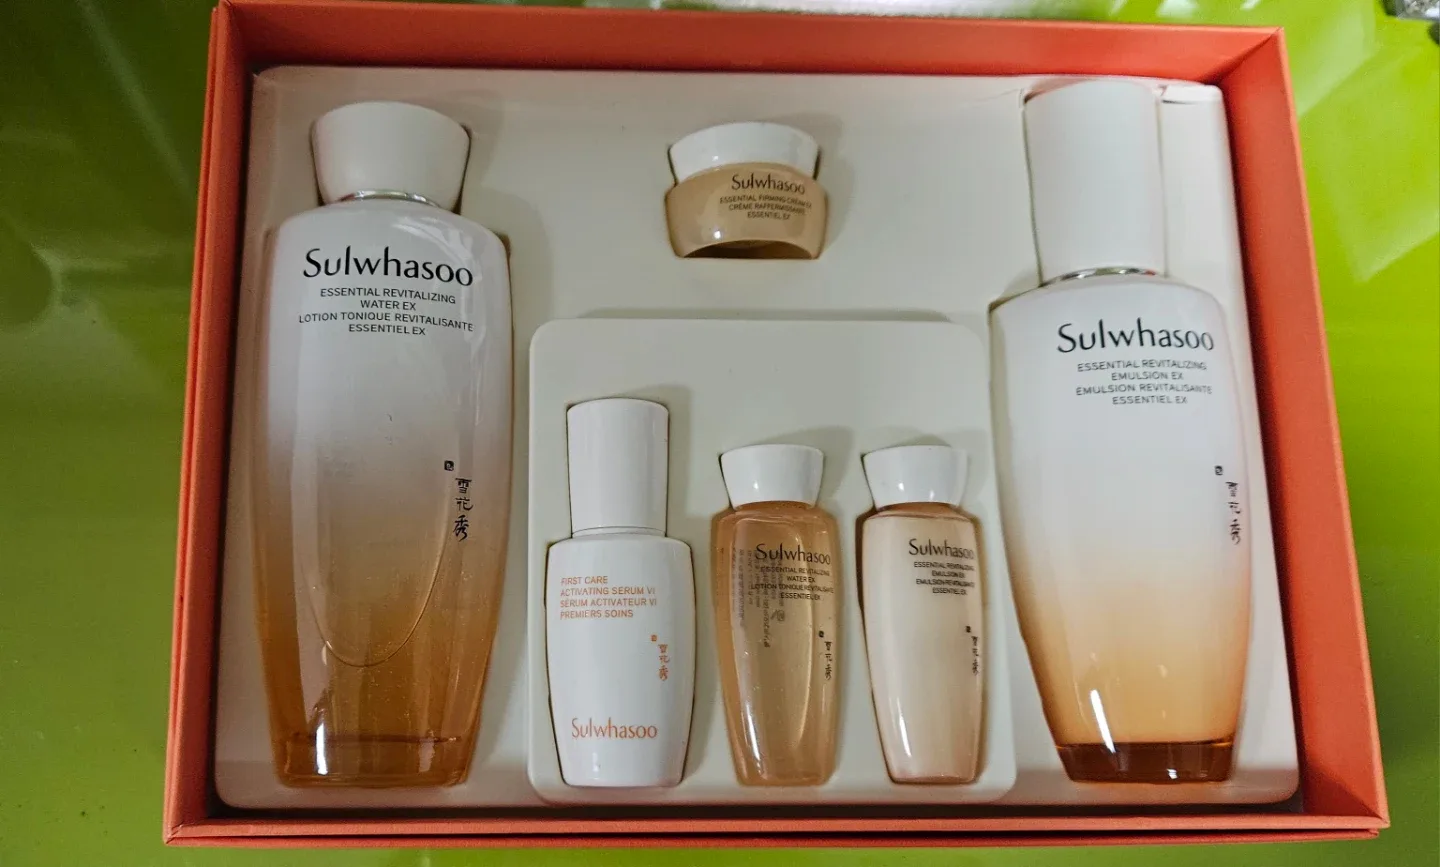 Sulwhasoo
ESSENTIAL REVITALIZING
WATER EX
LOTION TONIQUE REVITALISANTE
ESSENTIEL EX
雪花秀
Sulwhasoo
ESSENTIAL FIRMING CREAM EX
CRÈME RAFFERMISSANTE
ESSENTIEL EX
Sulwhasoo
ESSENTIAL REVITALIZING
EMULSION EX
EMULSION REVITALISANTE
ESSENTIEL EX
雪花秀
FIRST CARE
ACTIVATING SERUM VI
SÉRUM ACTIVATEUR VI
PREMIERS SOINS
雪花秀
Sulwhasoo
Sulwhasoo
ESSENTIAL REVITALIZING
WATER EX
LOTION TONIQUE REVITALISANTE
ESSENTIEL EX
雪花秀
Sulwhasoo
ESSENTIAL REVITALIZING
EMULSION EX
EMULSION REVITALISANTE
ESSENTIEL EX
雪花秀